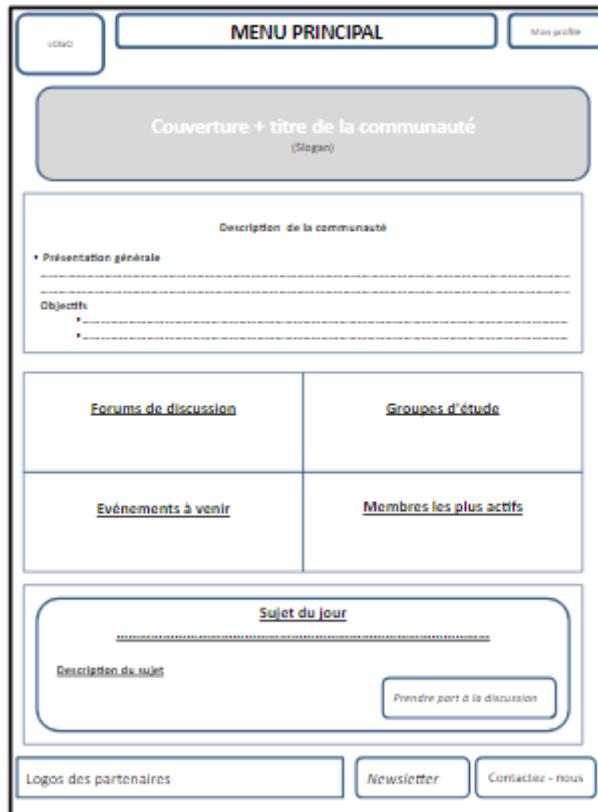 LOGO
MENU PRINCIPAL
Mon profile
Couverture + titre de la communauté
(Slogan)
Description de la communauté
• Présentation générale
Objectifs
•
•
Forums de discussion
Groupes d'étude
Evénements à venir
Membres les plus actifs
Sujet du jour
Description du sujet
Prendre part à la discussion
Logos des partenaires
Newsletter
Contactez - nous